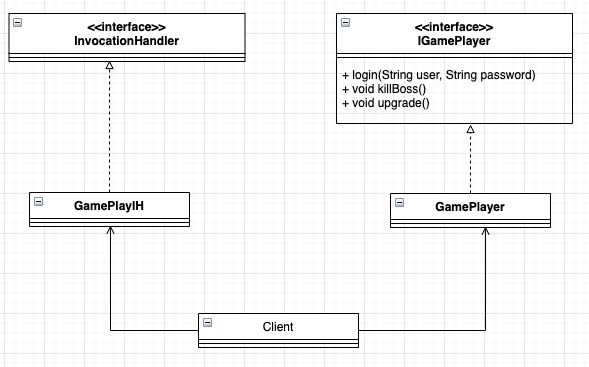 <<interface>>
InvocationHandler
<<interface>>
IGamePlayer
+ login(String user, String password)
+ void killBoss()
+ void upgrade()
GamePlayIH
GamePlayer
Client